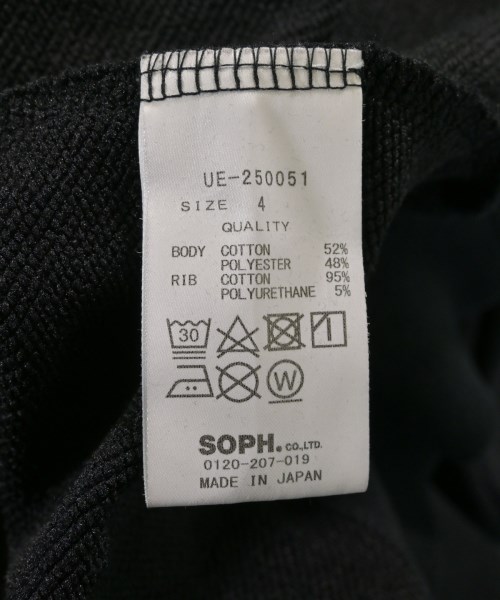 UE-250051
SIZE 4
QUALITY
BODY COTTON 52%
POLYESTER 48%
RIB COTTON 95%
POLYURETHANE 5%
30
W
SOPH. CO.,LTD.
0120-207-019
MADE IN JAPAN